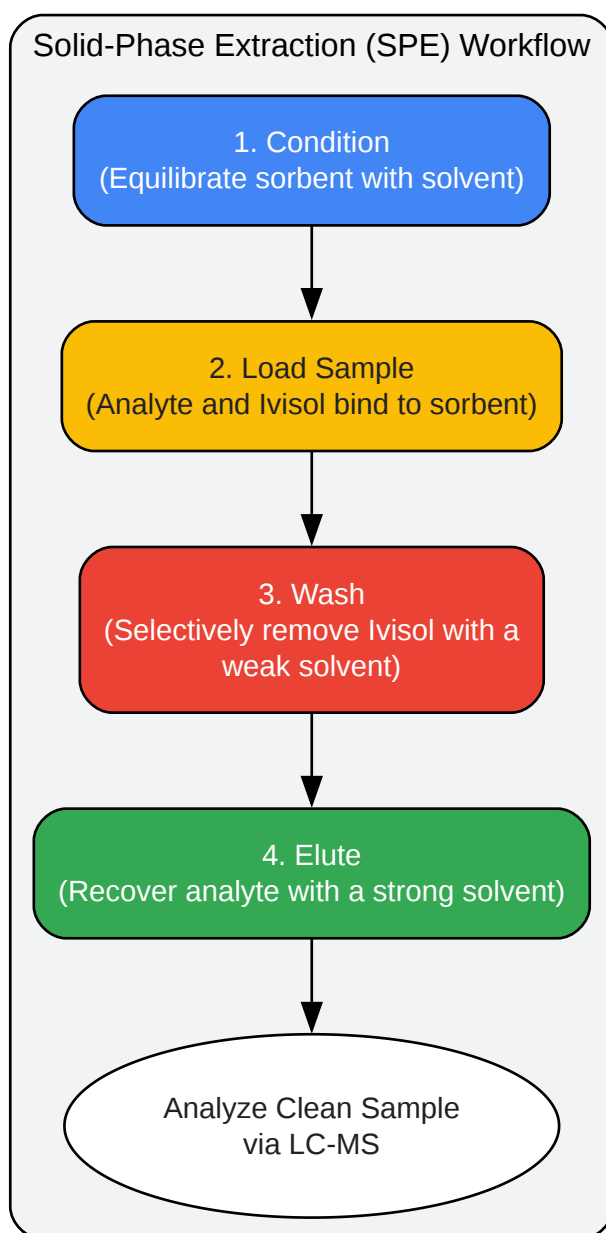 Solid-Phase Extraction (SPE) Workflow
1. Condition
(Equilibrate sorbent with solvent)
2. Load Sample
(Analyte and Ivisol bind to sorbent)
3. Wash
(Selectively remove Ivisol with a
weak solvent)
4. Elute
(Recover analyte with a strong solvent)
Analyze Clean Sample
via LC-MS